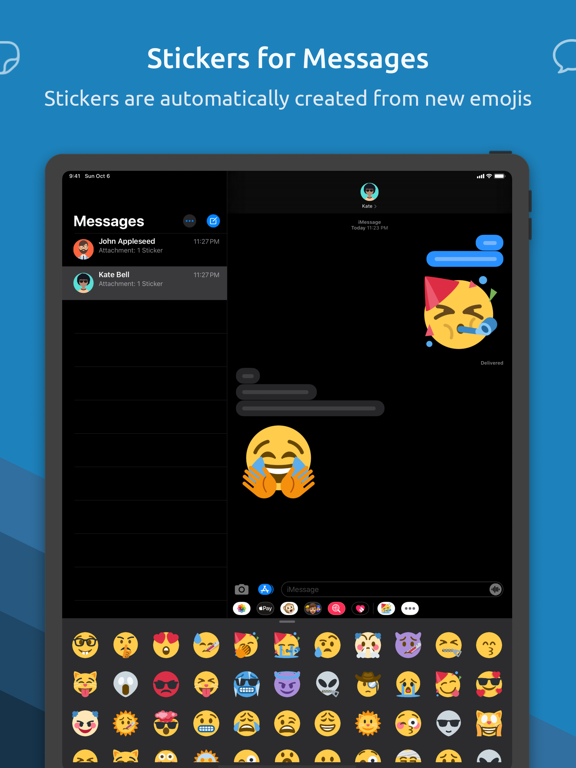 Stickers for Messages
Stickers are automatically created from new emojis
9:41 Sun Oct 6
Messages
John Appleseed 11:27 PM
Attachment: 1 Sticker
Kate Bell 11:27 PM
Attachment: 1 Sticker
Kate >
iMessage
Today 11:23 PM
Delivered
iMessage
Pay